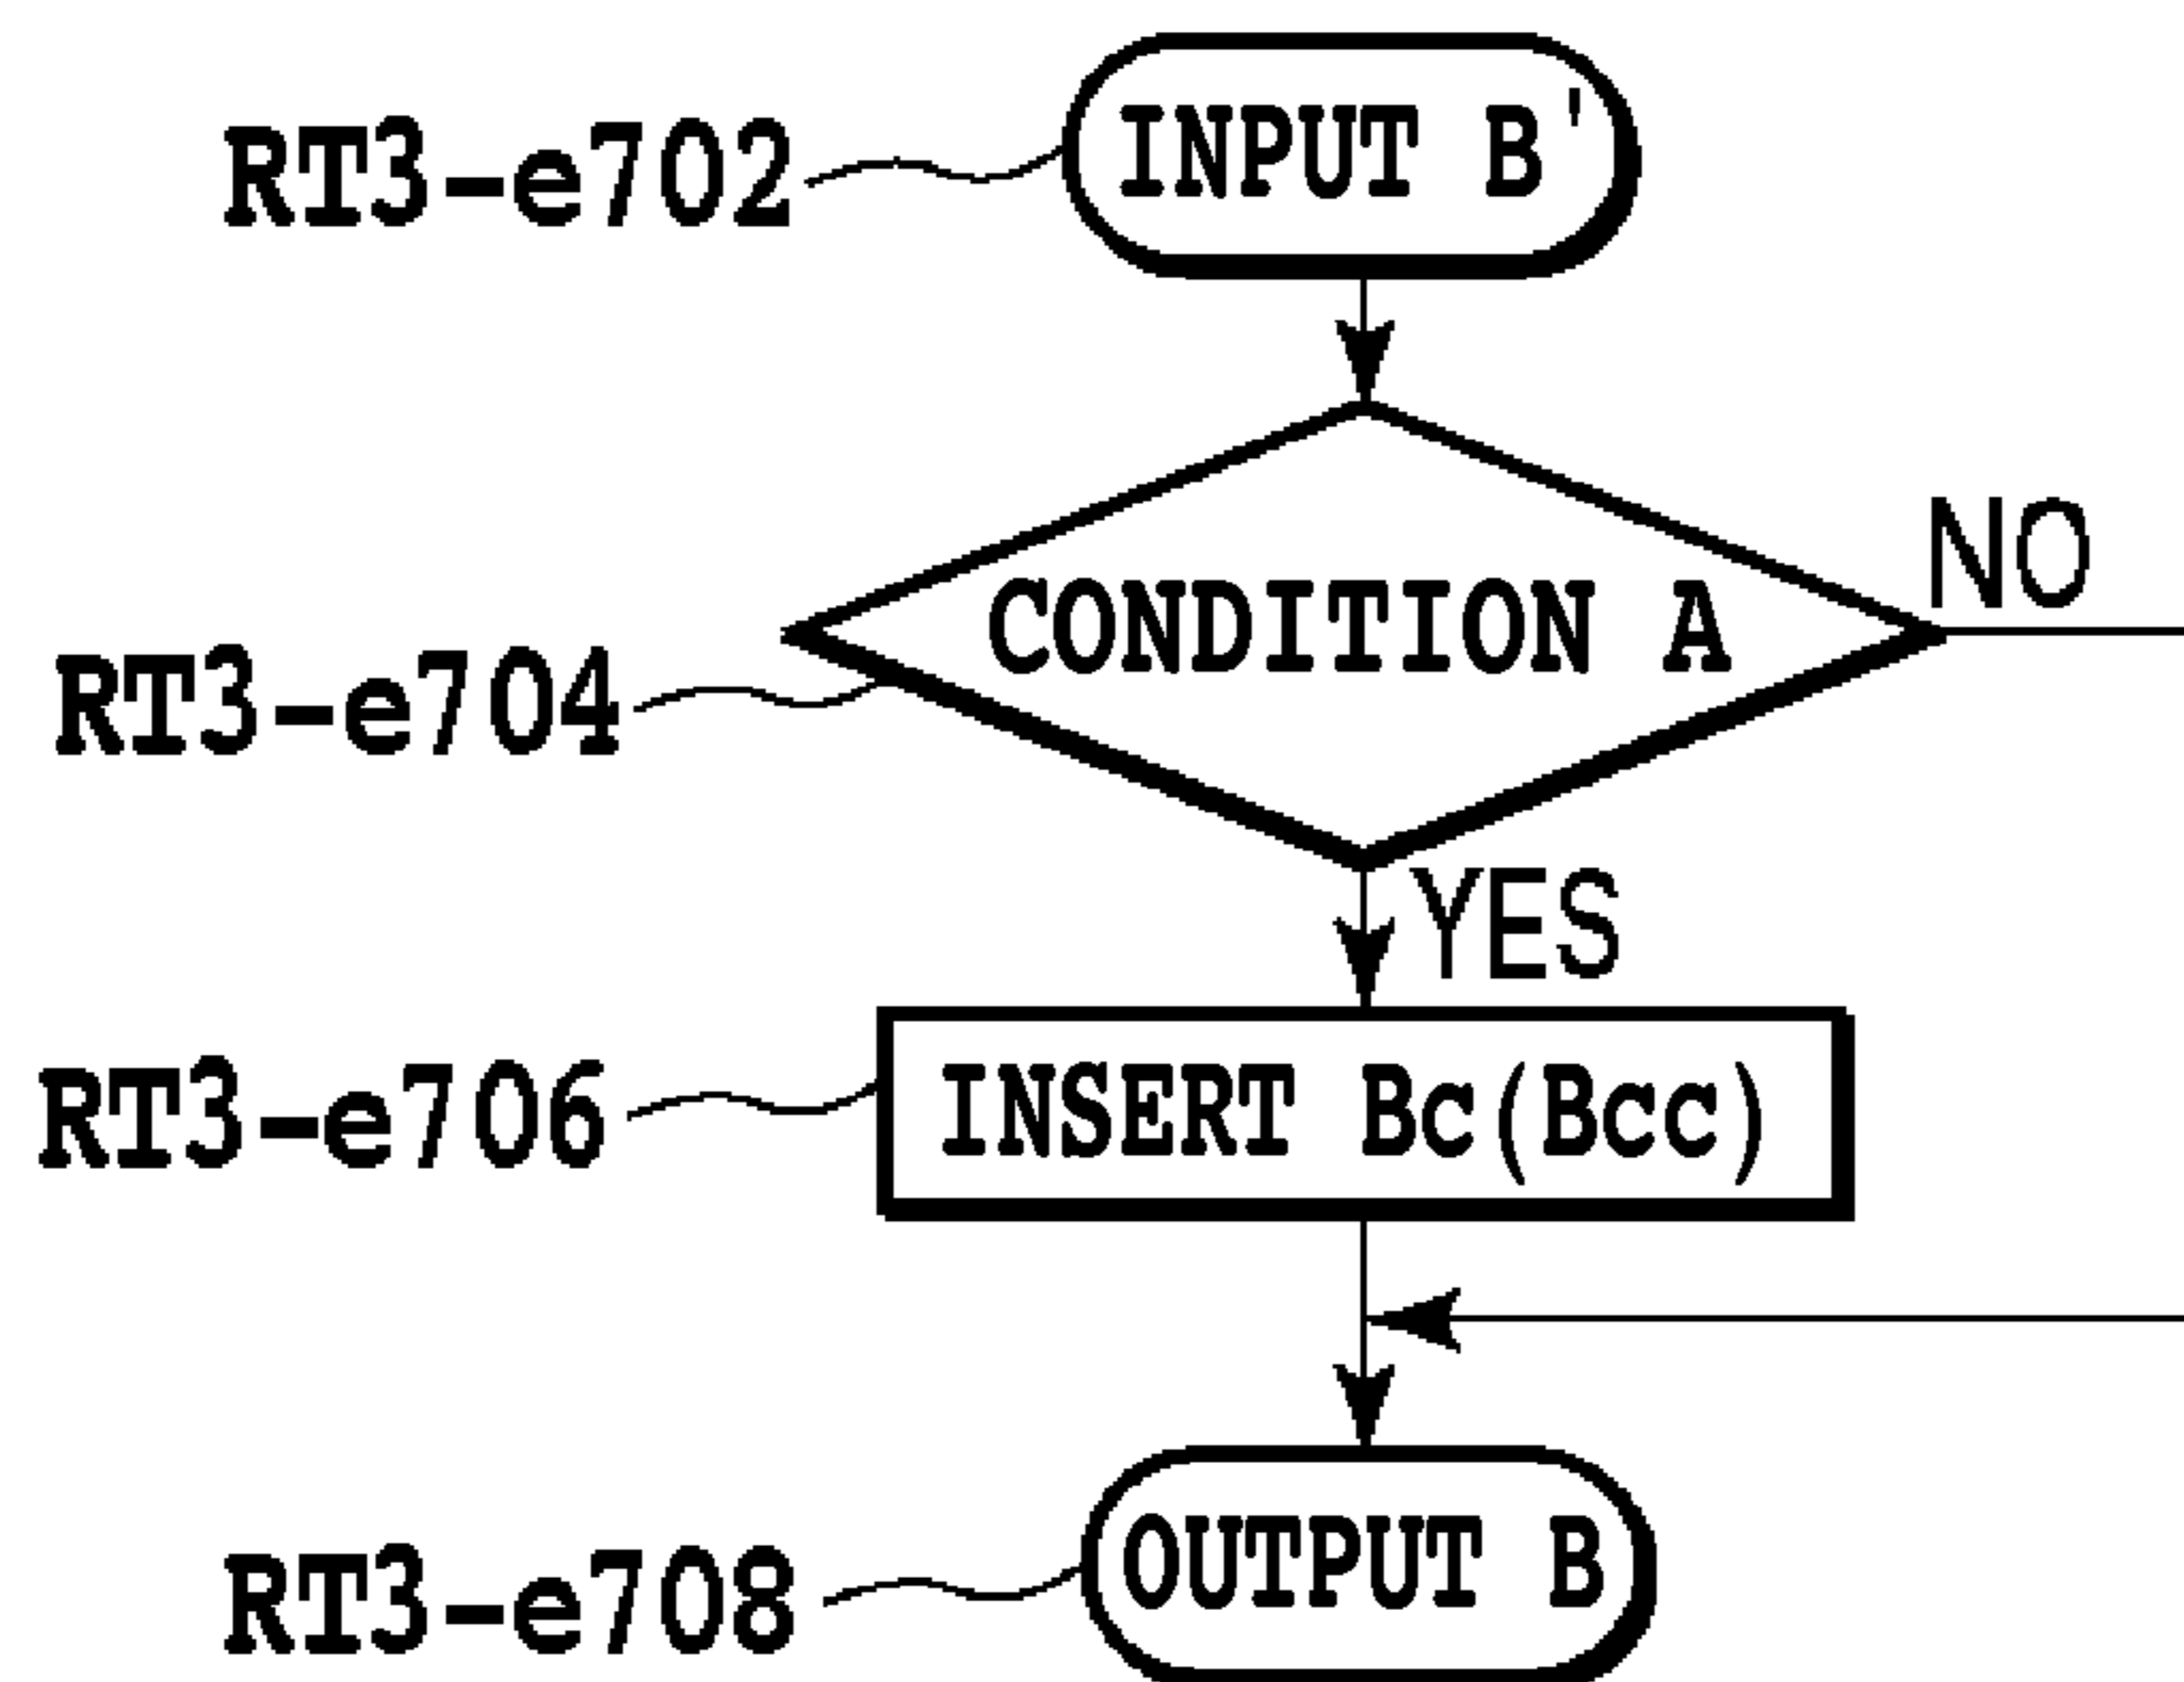 RT3-e702
INPUT B'
CONDITION A
NO
RT3-e704
YES
RT3-e706
INSERT Bc(Bcc)
RT3-e708
OUTPUT B